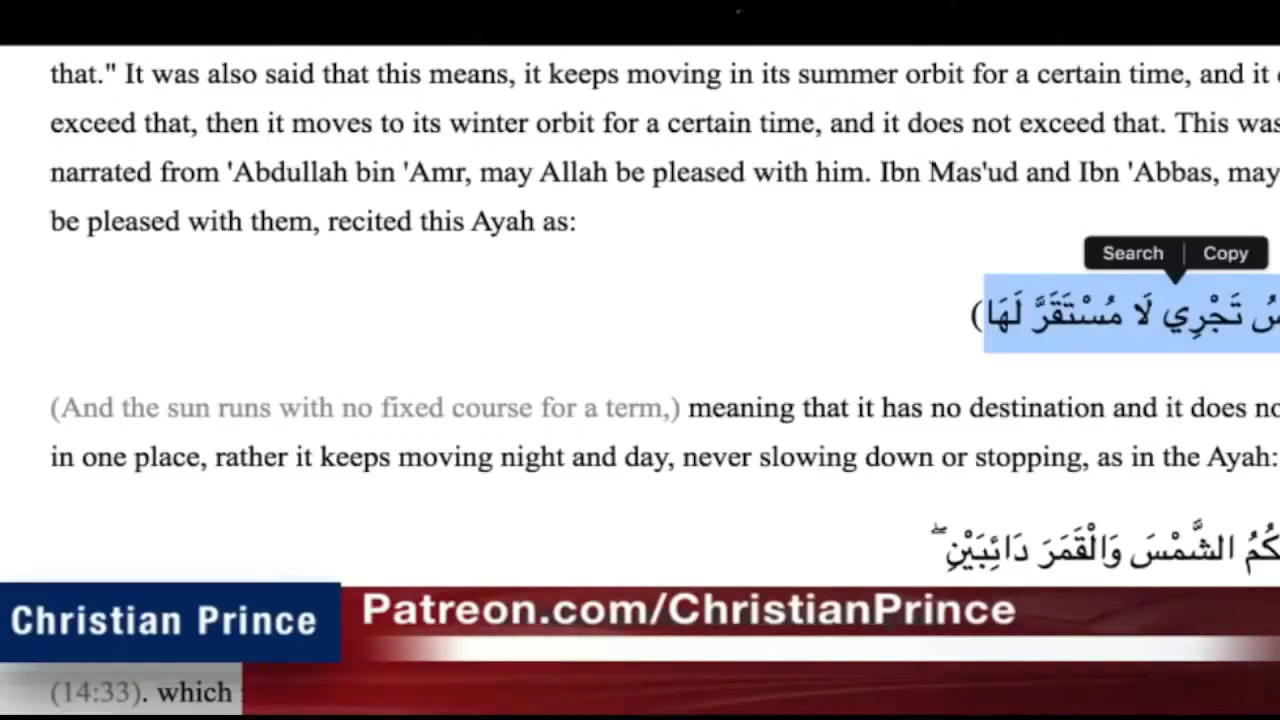 that." It was also said that this means, it keeps moving in its summer orbit for a certain time, and it
exceed that, then it moves to its winter orbit for a certain time, and it does not exceed that. This was
narrated from 'Abdullah bin 'Amr, may Allah be pleased with him. Ibn Mas'ud and Ibn 'Abbas, may
be pleased with them, recited this Ayah as:
Search Copy
سُ تَجْرِي لَا مُسْتَقَرَّ لَهَا)
(And the sun runs with no fixed course for a term,) meaning that it has no destination and it does no
in one place, rather it keeps moving night and day, never slowing down or stopping, as in the Ayah:
كُمُ الشَّمْسَ وَالْقَمَرَ دَائِبَيْنِ ۖ
Christian Prince
Patreon.com/ChristianPrince
(14:33). which